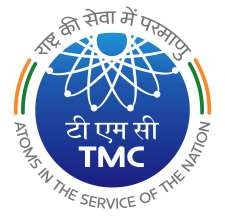 राष्ट्र की सेवा में परमाणु
टी एम सी
TMC
ATOMS IN THE SERVICE OF THE NATION